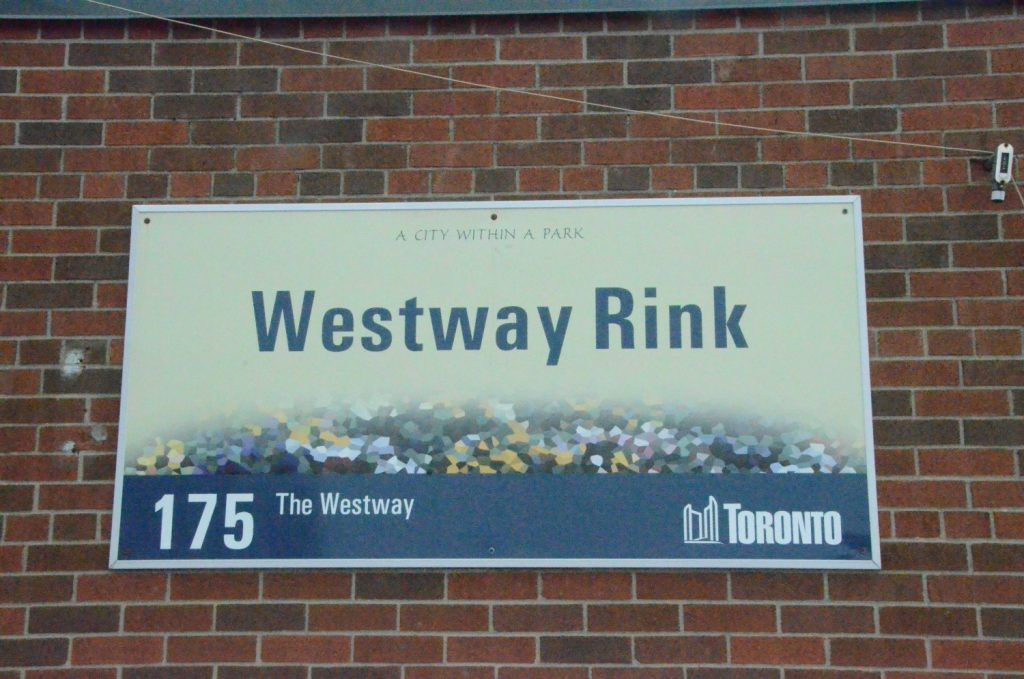 A CITY WITHIN A PARK
Westway Rink
175 The Westway
TORONTO